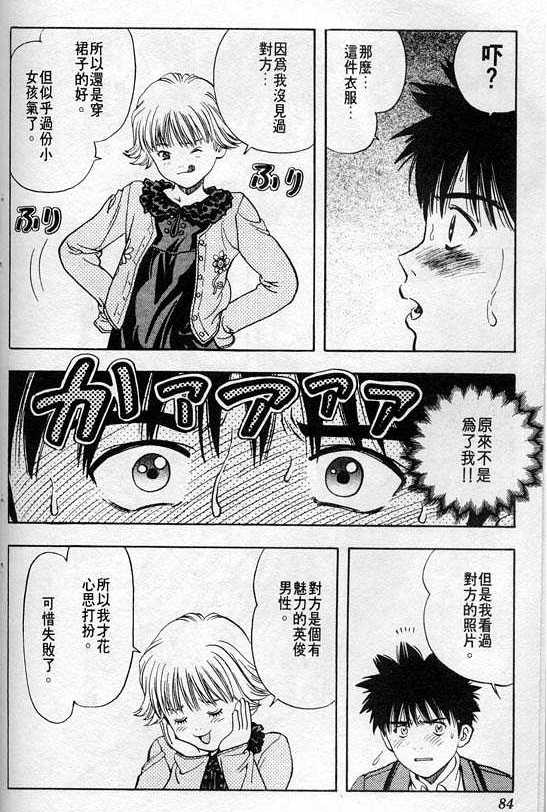 吓？
那麼⋯
這件衣服⋯
因為我沒見過
對方⋯
所以還是穿
裙子的好。
但似乎過份小
女孩氣了。
ふり
ふり
カァァァァ
原來不是
為了我!!
但是我看過
對方的照片。
對方是個有
魅力的英俊
男性。
所以我才花
心思打扮。
可惜失敗了。
84